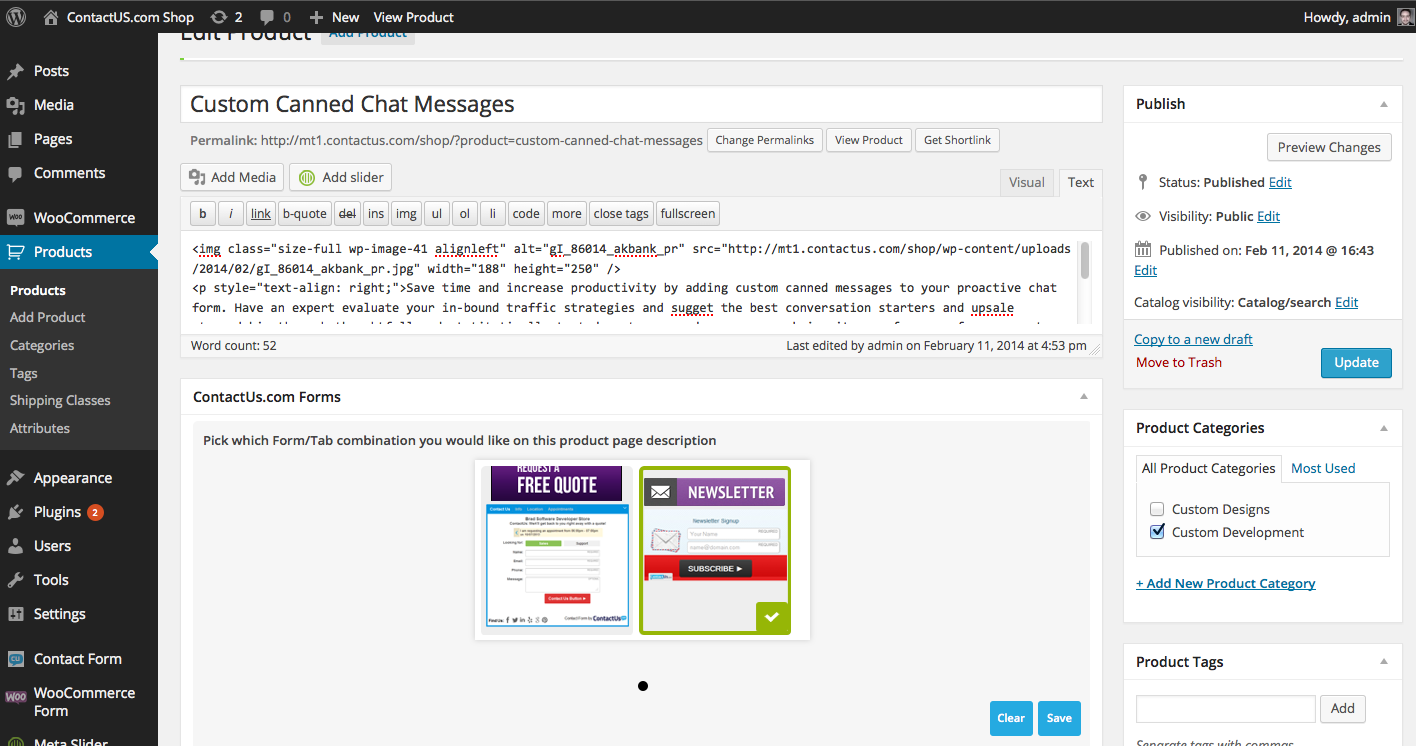 ContactUS.com Shop 2 0 New View Product Howdy, admin
Edit Product Add Product
Posts
Media
Pages
Comments
WooCommerce
Products
Products
Add Product
Categories
Tags
Shipping Classes
Attributes
Appearance
Plugins 2
Users
Tools
Settings
Contact Form
WooCommerce
Form
Meta Slider
Custom Canned Chat Messages
Permalink: http://mt1.contactus.com/shop/?product=custom-canned-chat-messages Change Permalinks View Product Get Shortlink
Add Media Add slider
Visual Text
b i link b-quote del ins img ul ol li code more close tags fullscreen
<img class="size-full wp-image-41 alignleft" alt="gI_86014_akbank_pr" src="http://mt1.contactus.com/shop/wp-content/uploads
/2014/02/gI_86014_akbank_pr.jpg" width="188" height="250" />
<p style="text-align: right;">Save time and increase productivity by adding custom canned messages to your proactive chat
form. Have an expert evaluate your in-bound traffic strategies and sugget the best conversation starters and upsale
Word count: 52 Last edited by admin on February 11, 2014 at 4:53 pm
ContactUs.com Forms
Pick which Form/Tab combination you would like on this product page description
REQUEST A
FREE QUOTE
Contact Us Info Location Appointments
Brad Software Developer Store
ContactUs. We'll get back to you right away with a quote!
Looking for: Sales Support
Name:
Email:
Phone:
Message:
Contact Us Button ►
Find Us: Contact Form by ContactUs
NEWSLETTER
Newsletter Signup
Your Name REQUIRED
name@domain.com REQUIRED
SUBSCRIBE ►
Clear Save
Publish
Preview Changes
Status: Published Edit
Visibility: Public Edit
Published on: Feb 11, 2014 @ 16:43
Edit
Catalog visibility: Catalog/search Edit
Copy to a new draft
Move to Trash
Update
Product Categories
All Product Categories Most Used
Custom Designs
Custom Development
+ Add New Product Category
Product Tags
Add
Separate tags with commas